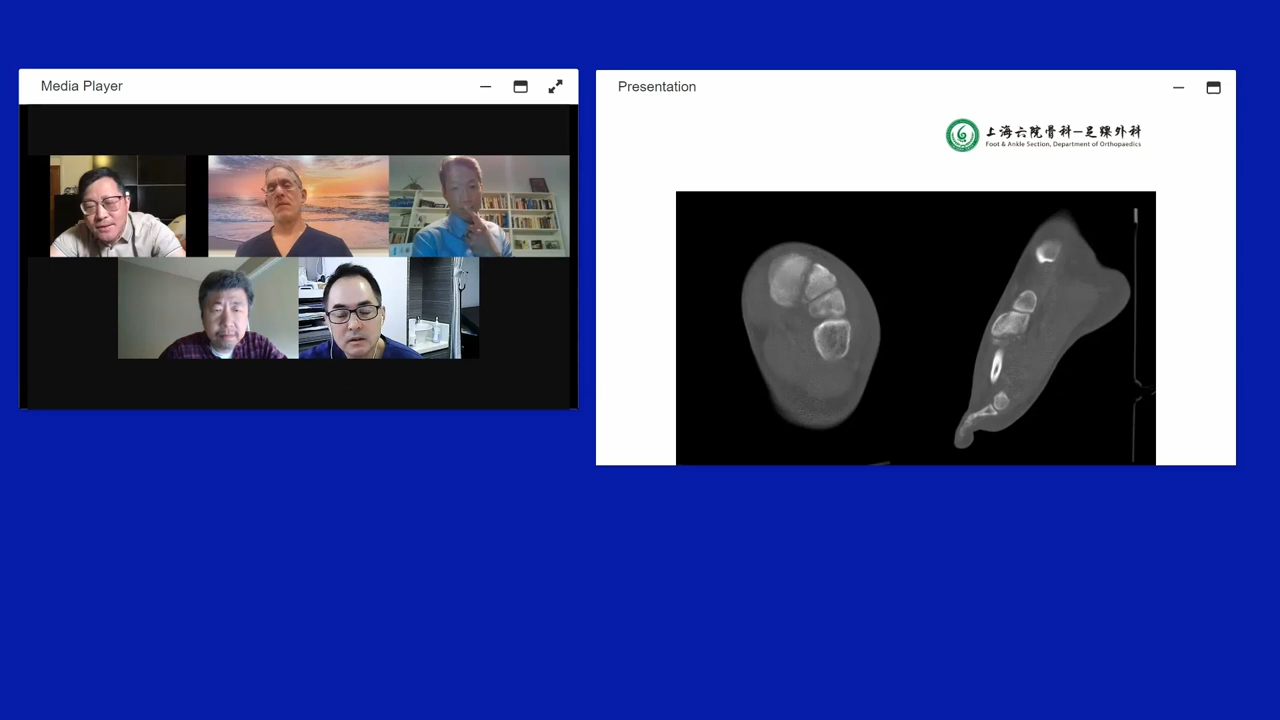 Media Player
Presentation
上海六院骨科—足踝外科
Foot & Ankle Section, Department of Orthopaedics